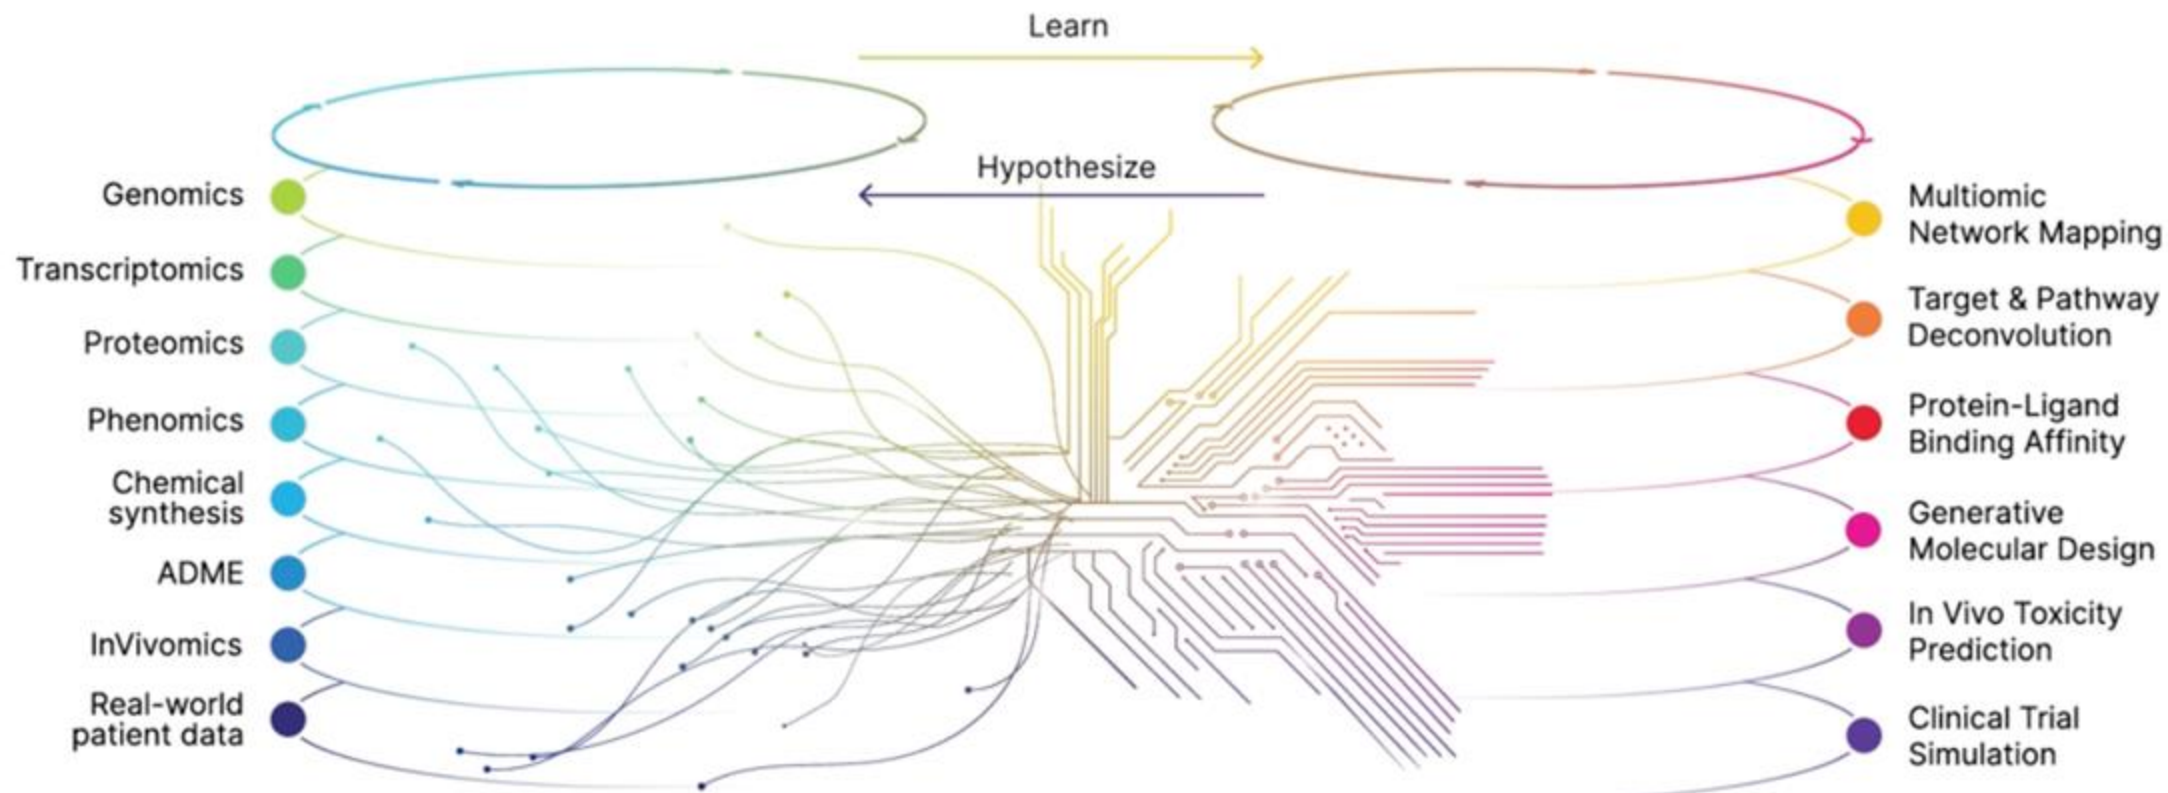 Learn
Hypothesize
Genomics
Transcriptomics
Proteomics
Phenomics
Chemical
synthesis
ADME
InVivomics
Real-world
patient data
Multiomic
Network Mapping
Target & Pathway
Deconvolution
Protein-Ligand
Binding Affinity
Generative
Molecular Design
In Vivo Toxicity
Prediction
Clinical Trial
Simulation